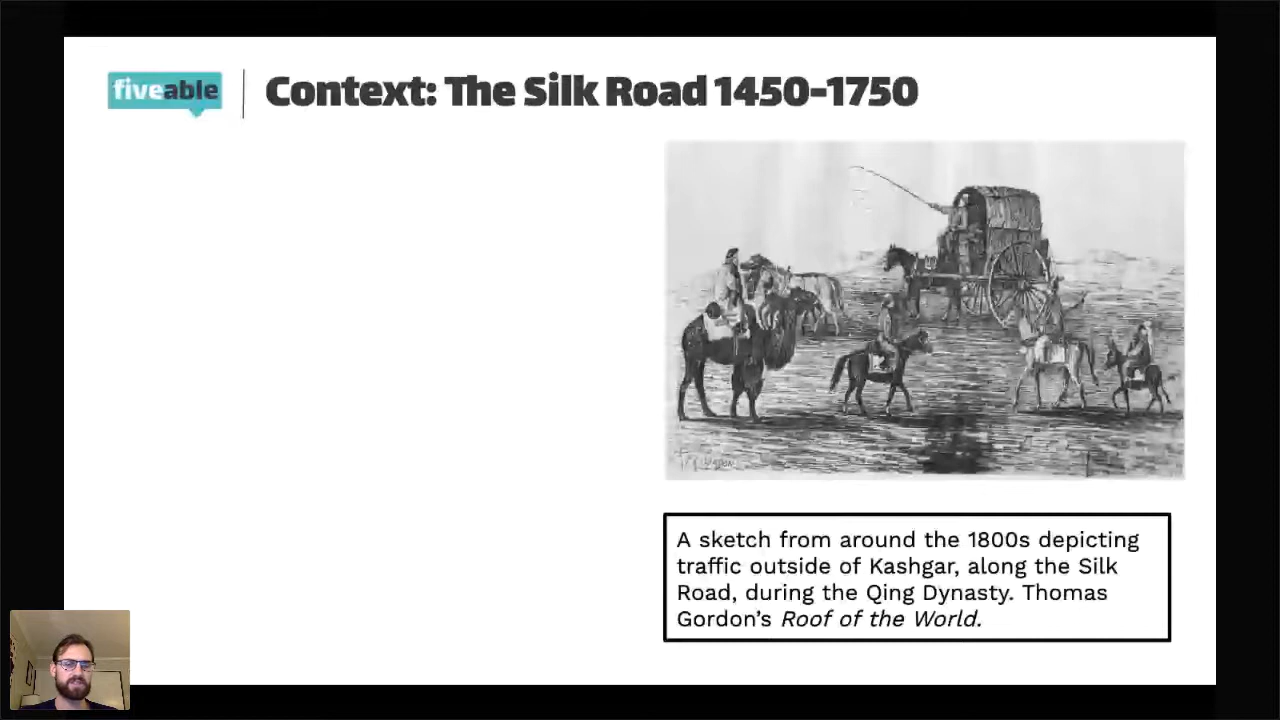 fiveable
Context: The Silk Road 1450-1750
A sketch from around the 1800s depicting
traffic outside of Kashgar, along the Silk
Road, during the Qing Dynasty. Thomas
Gordon's Roof of the World.